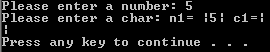 Please enter a number: 5
Please enter a char: n1= |5| c1=|
|
Press any key to continue . . .